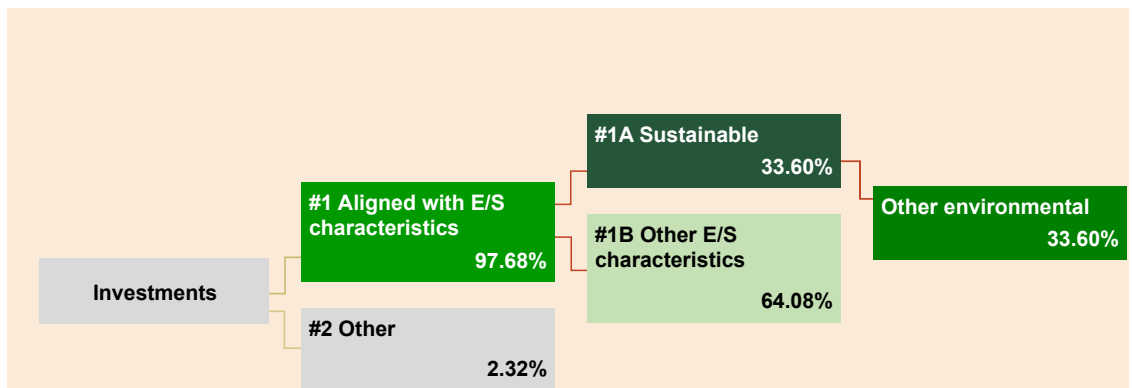 Investments
#1 Aligned with E/S
characteristics
97.68%
#2 Other
2.32%
#1A Sustainable
33.60%
#1B Other E/S
characteristics
64.08%
Other environmental
33.60%